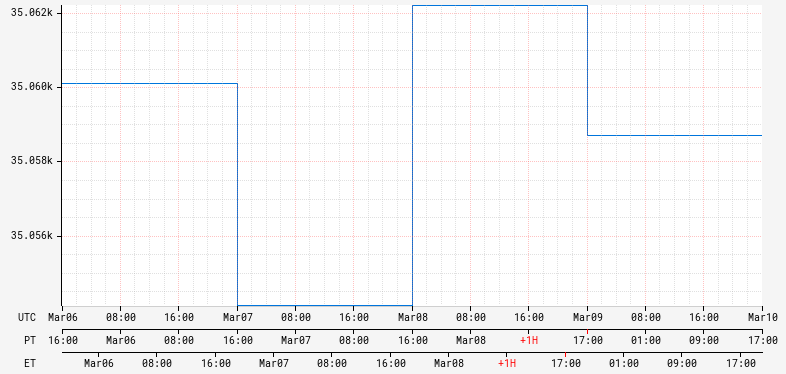 35.062k
35.060k
35.058k
35.056k
UTC Mar06 08:00 16:00 Mar07 08:00 16:00 Mar08 08:00 16:00 Mar09 08:00 16:00 Mar10
PT 16:00 Mar06 08:00 16:00 Mar07 08:00 16:00 Mar08 +1H 17:00 01:00 09:00 17:00
ET Mar06 08:00 16:00 Mar07 08:00 16:00 Mar08 +1H 17:00 01:00 09:00 17:00